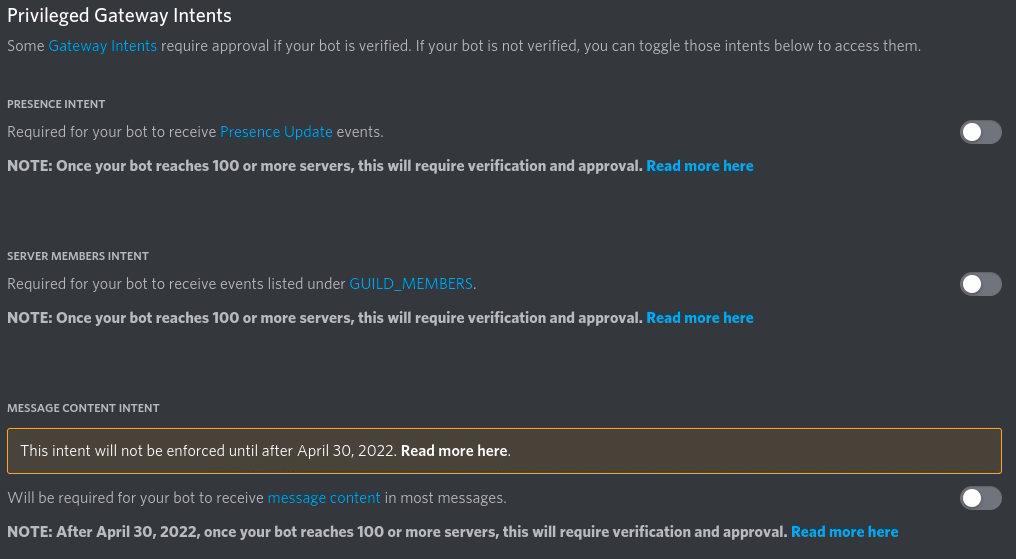 Privileged Gateway Intents
Some Gateway Intents require approval if your bot is verified. If your bot is not verified, you can toggle those intents below to access them.
PRESENCE INTENT
Required for your bot to receive Presence Update events.
NOTE: Once your bot reaches 100 or more servers, this will require verification and approval. Read more here
SERVER MEMBERS INTENT
Required for your bot to receive events listed under GUILD_MEMBERS.
NOTE: Once your bot reaches 100 or more servers, this will require verification and approval. Read more here
MESSAGE CONTENT INTENT
This intent will not be enforced until after April 30, 2022. Read more here.
Will be required for your bot to receive message content in most messages.
NOTE: After April 30, 2022, once your bot reaches 100 or more servers, this will require verification and approval. Read more here